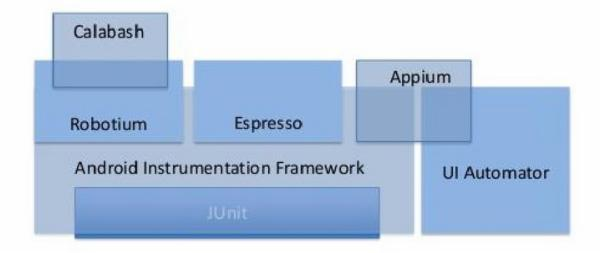 Calabash
Appium
Robotium
Espresso
Android Instrumentation Framework
UI Automator
JUnit